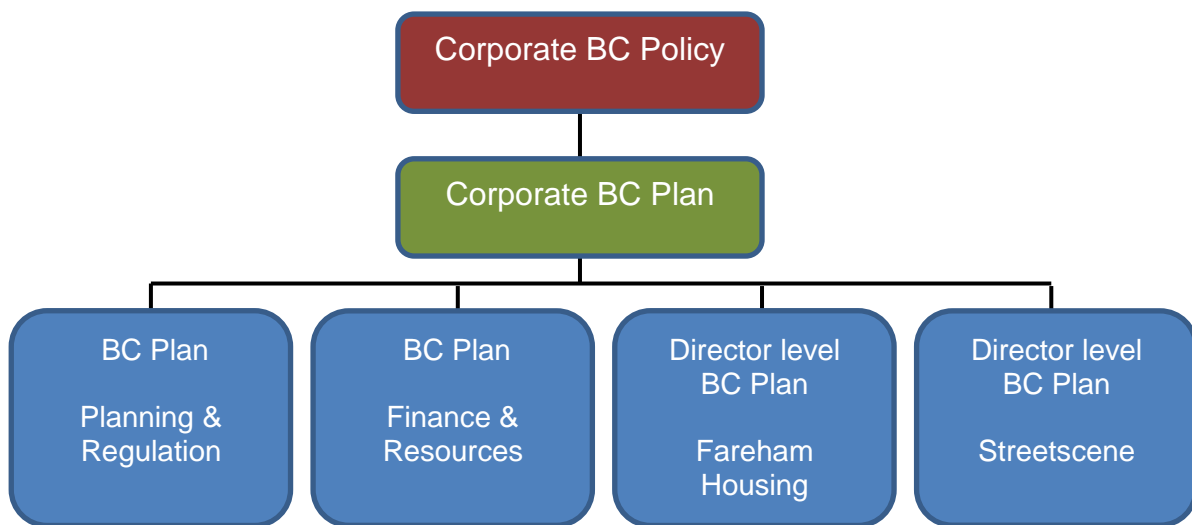 Corporate BC Policy
Corporate BC Plan
BC Plan
Planning &
Regulation
BC Plan
Finance &
Resources
Director level
BC Plan
Fareham
Housing
Director level
BC Plan
Streetscene